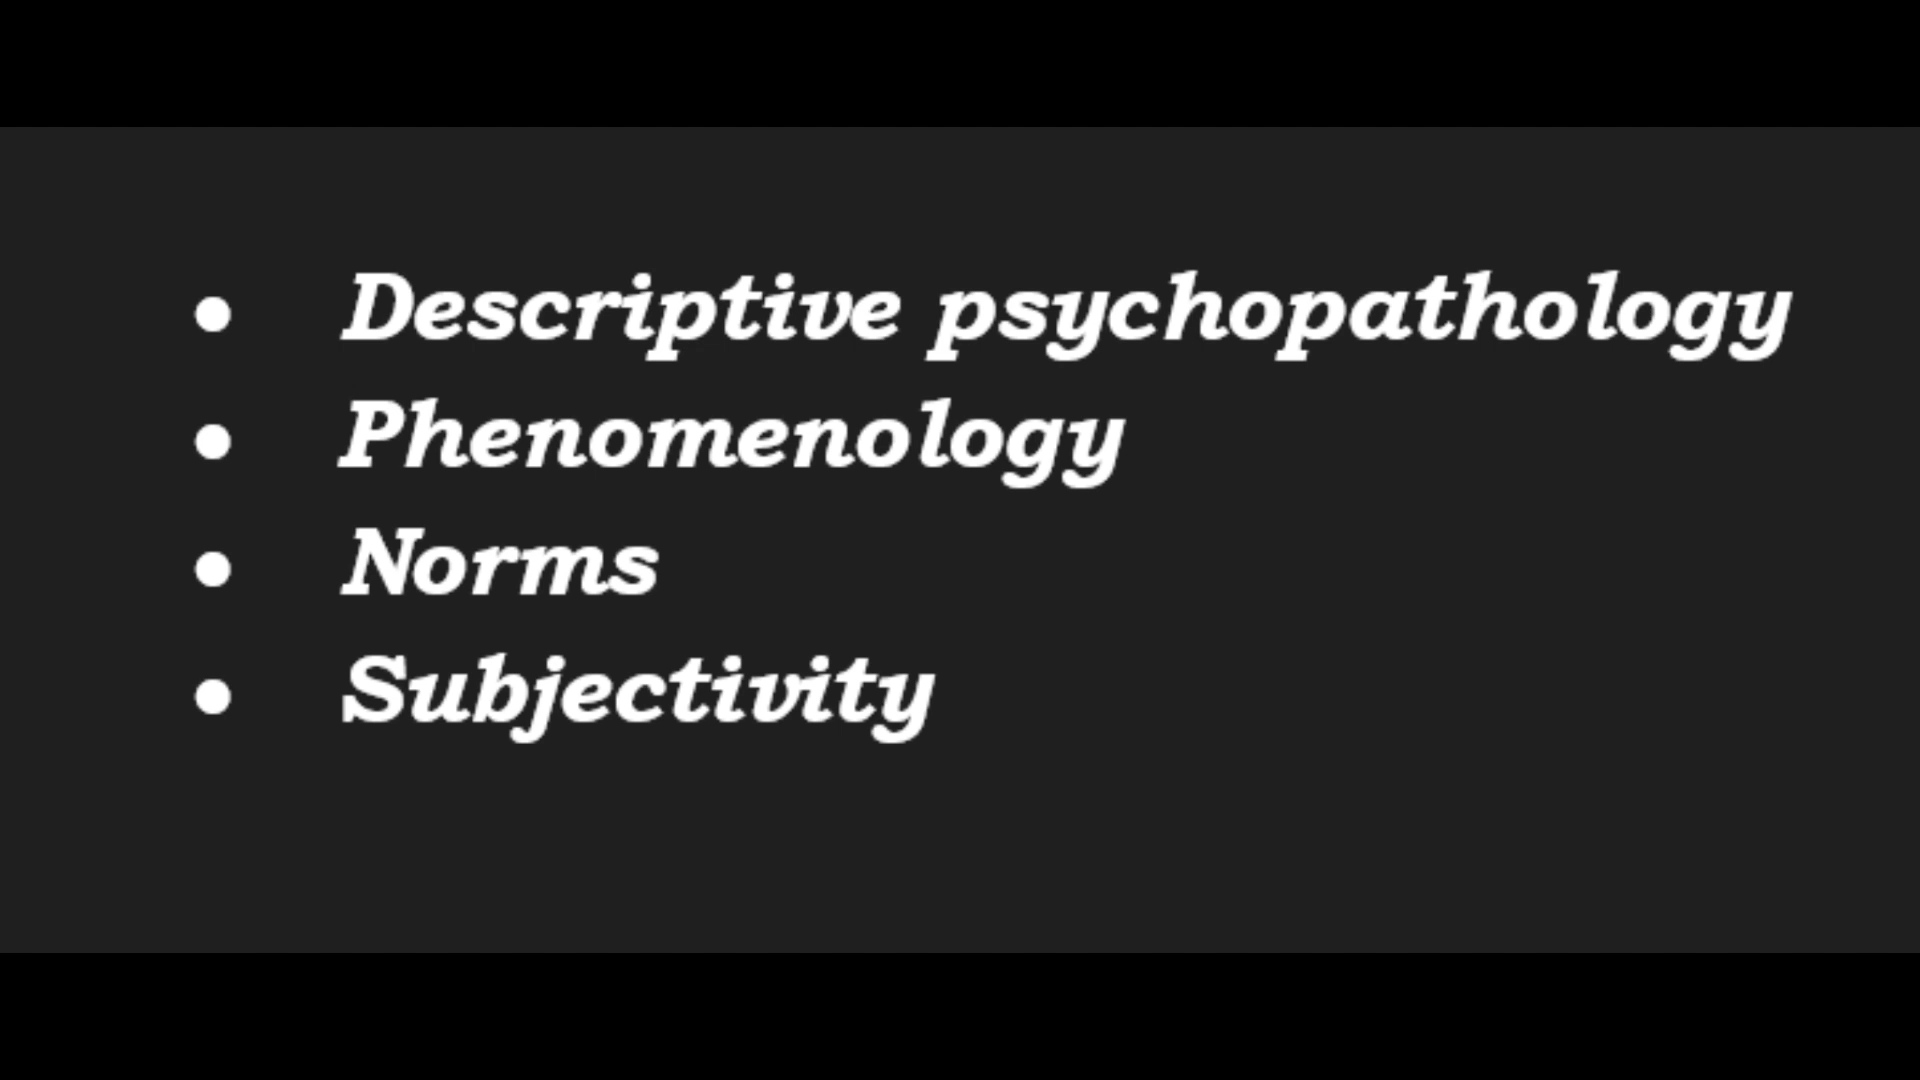 • Descriptive psychopathology
• Phenomenology
• Norms
• Subjectivity